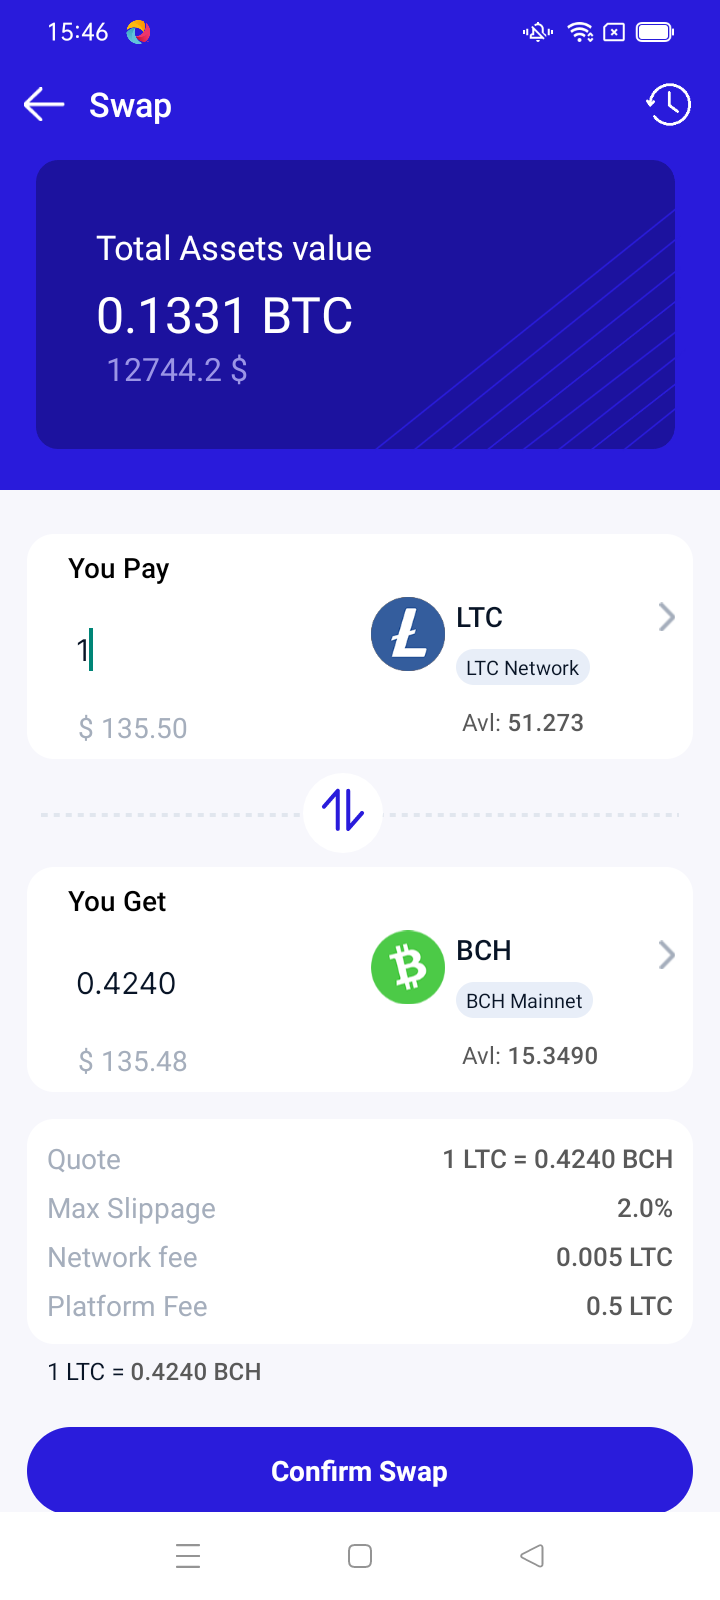 15:46
Swap
Total Assets value
0.1331 BTC
12744.2 $
You Pay
1
LTC
LTC Network
$ 135.50
Avl: 51.273
You Get
0.4240
BCH
BCH Mainnet
$ 135.48
Avl: 15.3490
Quote 1 LTC = 0.4240 BCH
Max Slippage 2.0%
Network fee 0.005 LTC
Platform Fee 0.5 LTC
1 LTC = 0.4240 BCH
Confirm Swap